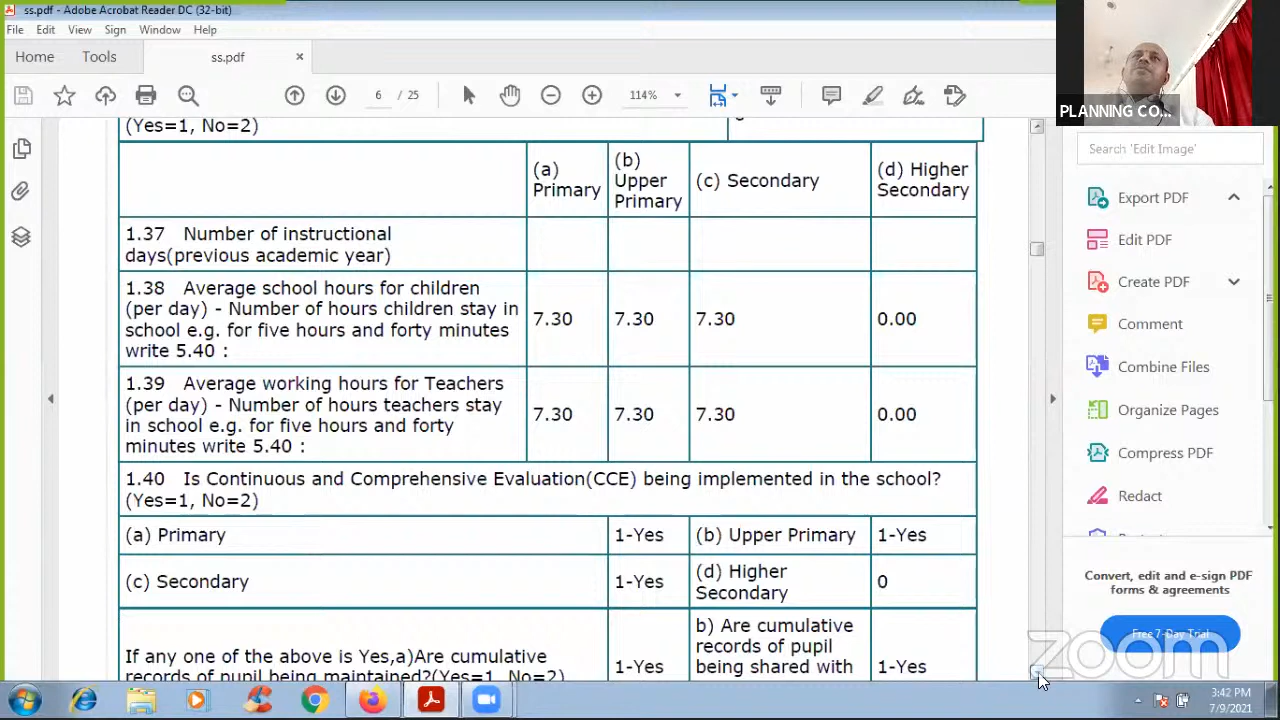 ss.pdf - Adobe Acrobat Reader DC (32-bit)
File Edit View Sign Window Help
Home Tools ss.pdf ×
6 / 25 114%
PLANNING CO...
(Yes=1, No=2)
(a) Primary
(b) Upper Primary
(c) Secondary
(d) Higher Secondary
1.37 Number of instructional
days(previous academic year)
1.38 Average school hours for children
(per day) - Number of hours children stay in
school e.g. for five hours and forty minutes
write 5.40 :
7.30 7.30 7.30 0.00
1.39 Average working hours for Teachers
(per day) - Number of hours teachers stay
in school e.g. for five hours and forty
minutes write 5.40 :
7.30 7.30 7.30 0.00
1.40 Is Continuous and Comprehensive Evaluation(CCE) being implemented in the school?
(Yes=1, No=2)
(a) Primary 1-Yes (b) Upper Primary 1-Yes
(c) Secondary 1-Yes (d) Higher Secondary 0
If any one of the above is Yes,a)Are cumulative
records of pupil being maintained?(Yes=1, No=2)
1-Yes
b) Are cumulative
records of pupil
being shared with
1-Yes
Search 'Edit Image'
Export PDF
Edit PDF
Create PDF
Comment
Combine Files
Organize Pages
Compress PDF
Redact
Convert, edit and e-sign PDF
forms & agreements
Free 7-Day Trial
zoom
3:42 PM
7/9/2021